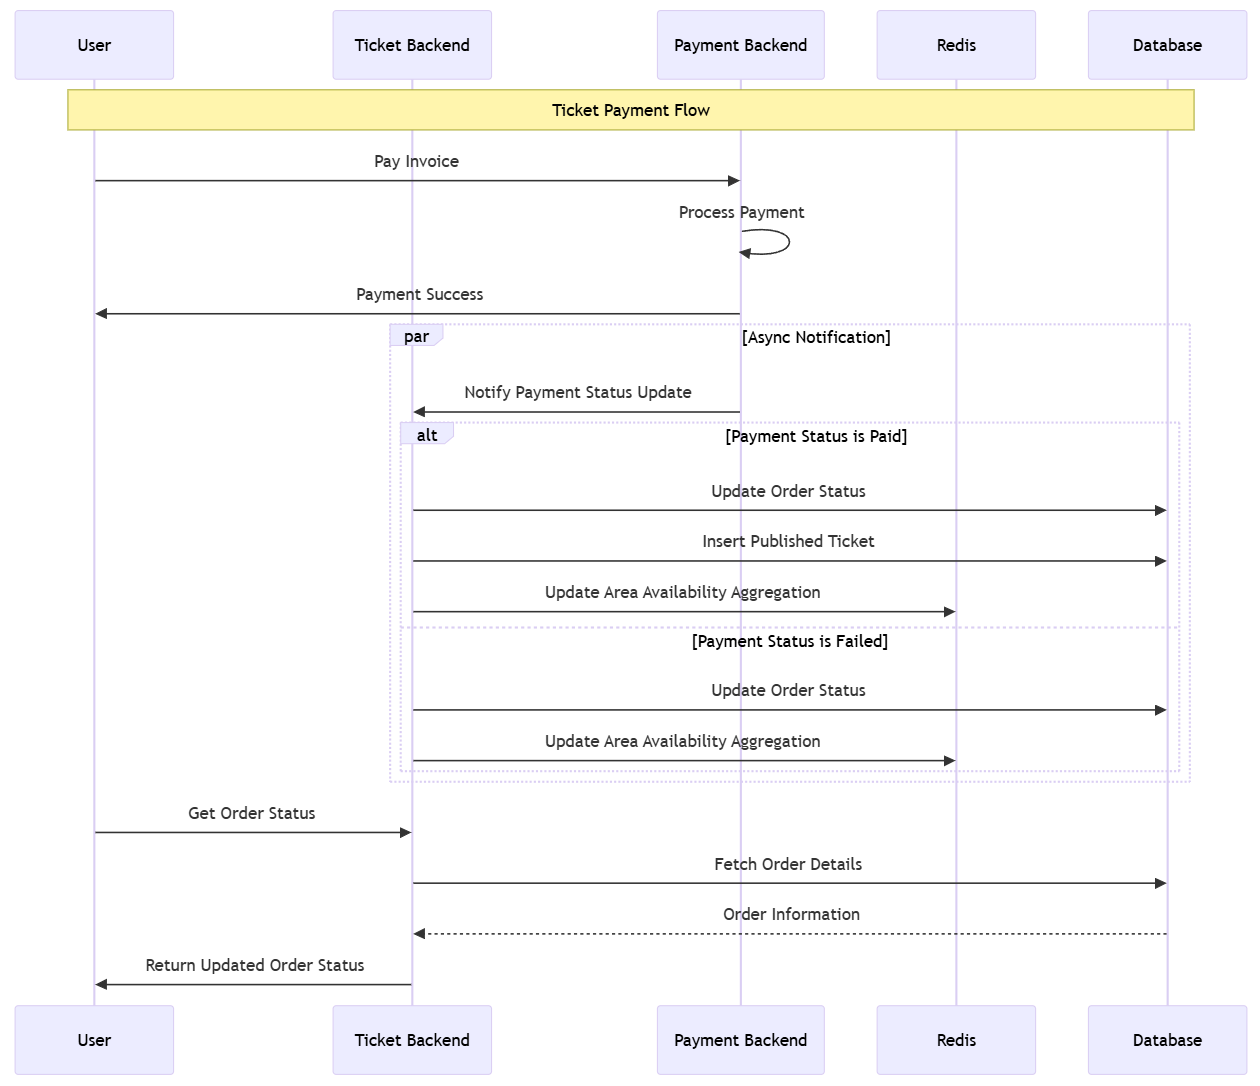 User
Ticket Backend
Payment Backend
Redis
Database
Ticket Payment Flow
Pay Invoice
Process Payment
Payment Success
par
[Async Notification]
Notify Payment Status Update
alt
[Payment Status is Paid]
Update Order Status
Insert Published Ticket
Update Area Availability Aggregation
[Payment Status is Failed]
Update Order Status
Update Area Availability Aggregation
Get Order Status
Fetch Order Details
Order Information
Return Updated Order Status
User
Ticket Backend
Payment Backend
Redis
Database